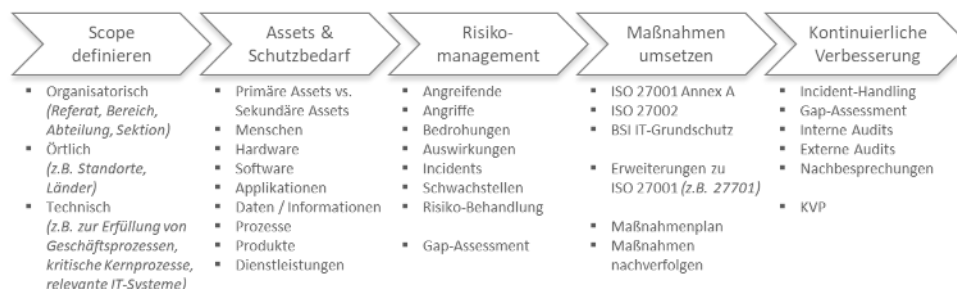 Scope
definieren
Assets &
Schutzbedarf
Risiko-
management
Maßnahmen
umsetzen
Kontinuierliche
Verbesserung
▪ Organisatorisch
(Referat, Bereich,
Abteilung, Sektion)
▪ Örtlich
(z.B. Standorte,
Länder)
▪ Technisch
(z.B. zur Erfüllung von
Geschäftsprozessen,
kritische Kernprozesse,
relevante IT-Systeme)
▪ Primäre Assets vs.
Sekundäre Assets
▪ Menschen
▪ Hardware
▪ Software
▪ Applikationen
▪ Daten / Informationen
▪ Prozesse
▪ Produkte
▪ Dienstleistungen
▪ Angreifende
▪ Angriffe
▪ Bedrohungen
▪ Auswirkungen
▪ Incidents
▪ Schwachstellen
▪ Risiko-Behandlung
▪ Gap-Assessment
▪ ISO 27001 Annex A
▪ ISO 27002
▪ BSI IT-Grundschutz
▪ Erweiterungen zu
ISO 27001 (z.B. 27701)
▪ Maßnahmenplan
▪ Maßnahmen
nachverfolgen
▪ Incident-Handling
▪ Gap-Assessment
▪ Interne Audits
▪ Externe Audits
▪ Nachbesprechungen
▪ KVP